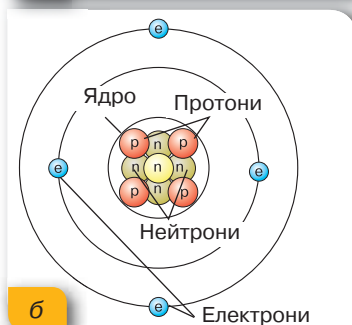 e
Ядро Протони
p n p
e n n n e
p n p
Нейтрони
e
Електрони
б